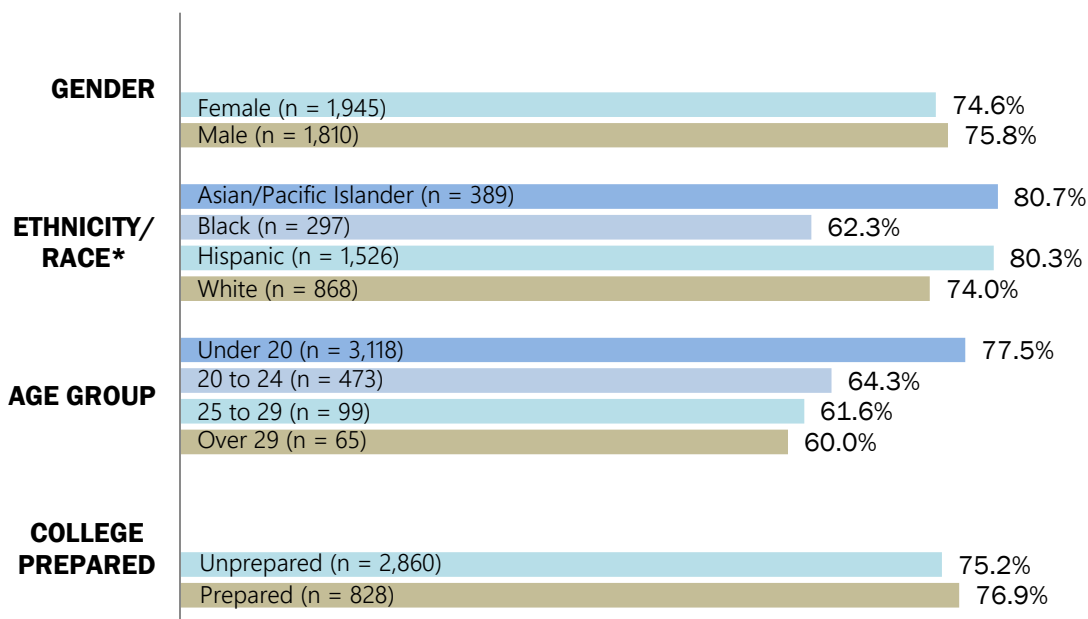 GENDER
Female (n = 1,945) 74.6%
Male (n = 1,810) 75.8%
ETHNICITY/
RACE*
Asian/Pacific Islander (n = 389) 80.7%
Black (n = 297) 62.3%
Hispanic (n = 1,526) 80.3%
White (n = 868) 74.0%
AGE GROUP
Under 20 (n = 3,118) 77.5%
20 to 24 (n = 473) 64.3%
25 to 29 (n = 99) 61.6%
Over 29 (n = 65) 60.0%
COLLEGE
PREPARED
Unprepared (n = 2,860) 75.2%
Prepared (n = 828) 76.9%